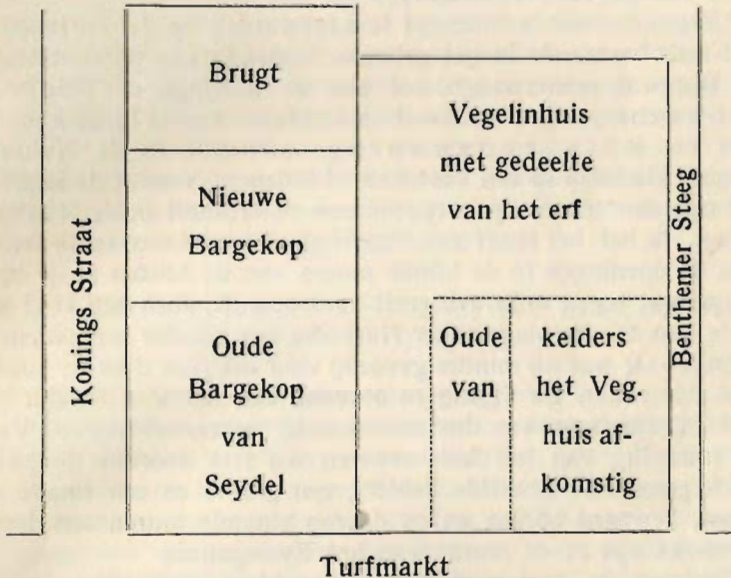 Brugt
Vegelinhuis
met gedeelte
van het erf
Nieuwe
Bargekop
Konings Straat
Benthemer Steeg
Oude
Bargekop
van
Seydel
Oude kelders
van het Veg.
huis af-
komstig
Turfmarkt